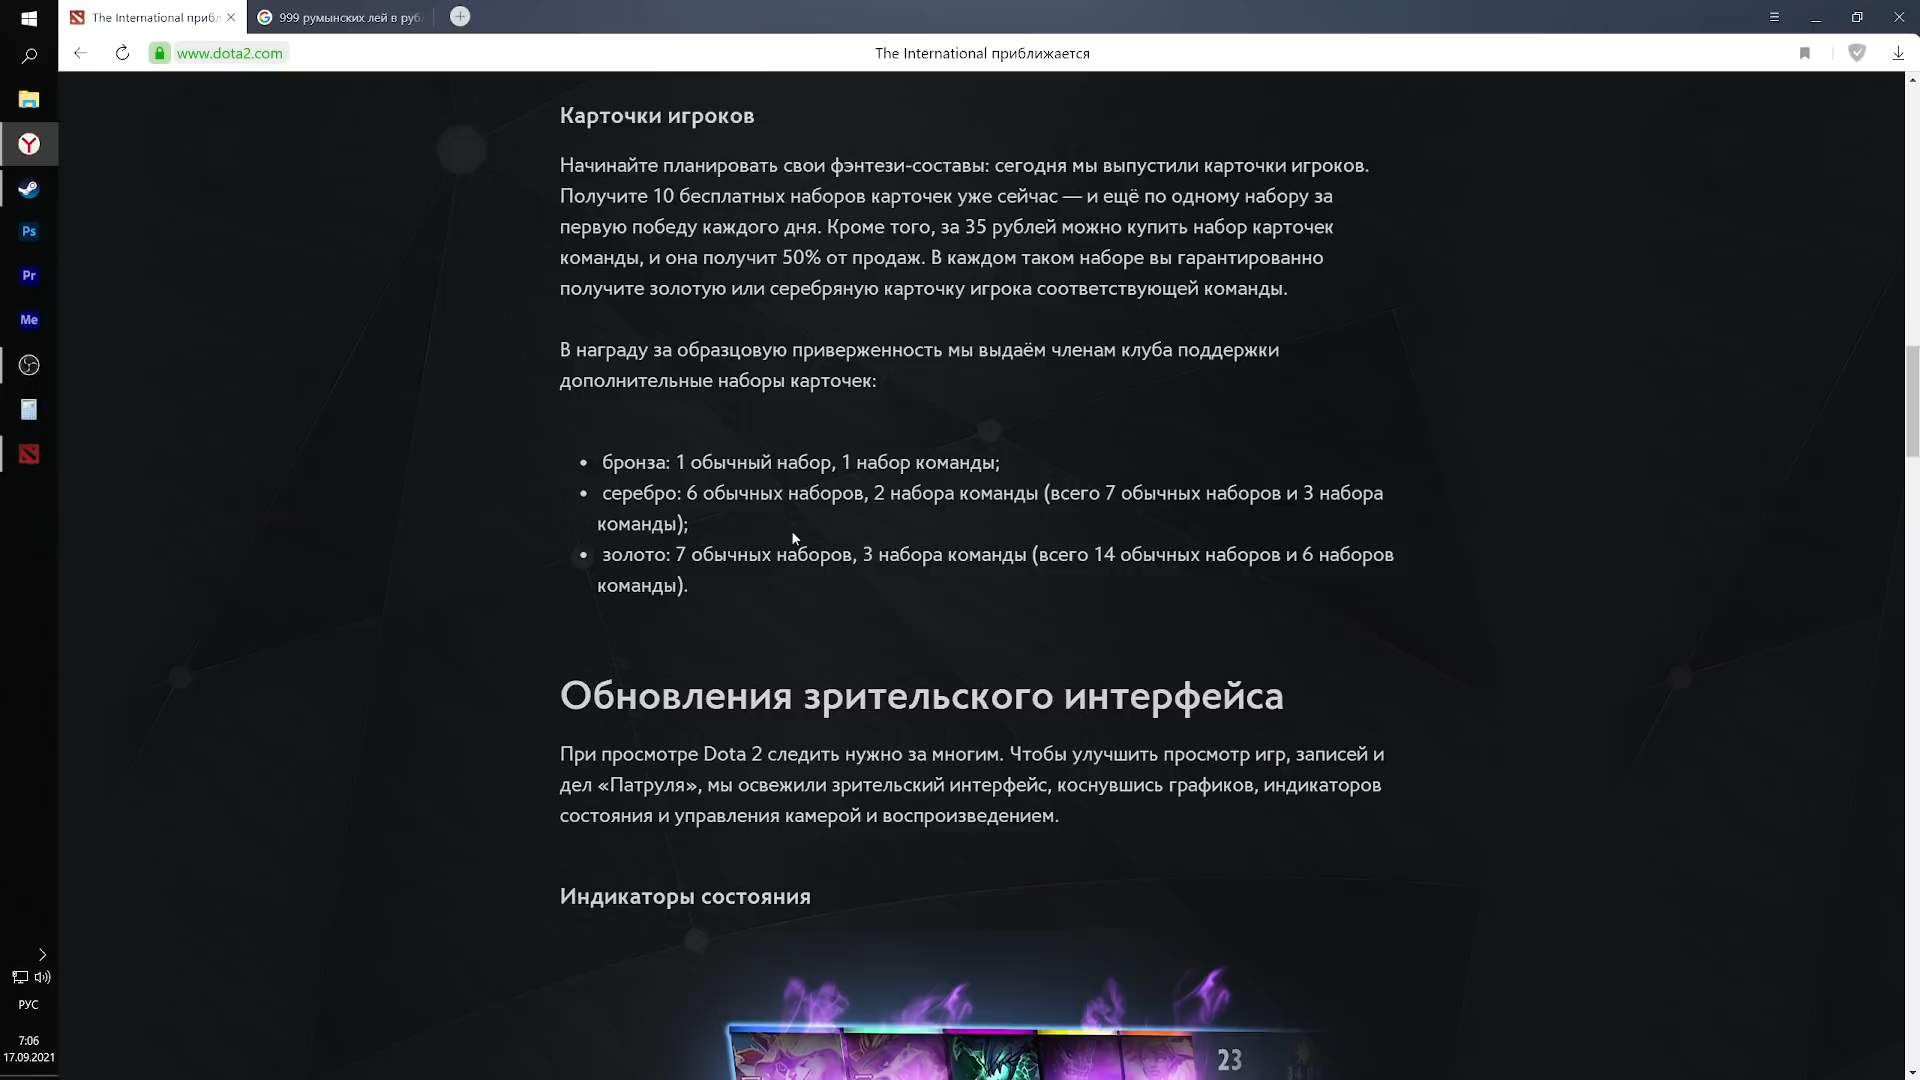 The International прибл
999 румынских лей в руб
www.dota2.com
The International приближается
Карточки игроков
Начинайте планировать свои фэнтези-составы: сегодня мы выпустили карточки игроков.
Получите 10 бесплатных наборов карточек уже сейчас — и ещё по одному набору за
первую победу каждого дня. Кроме того, за 35 рублей можно купить набор карточек
команды, и она получит 50% от продаж. В каждом таком наборе вы гарантированно
получите золотую или серебряную карточку игрока соответствующей команды.
В награду за образцовую приверженность мы выдаём членам клуба поддержки
дополнительные наборы карточек:
• бронза: 1 обычный набор, 1 набор команды;
• серебро: 6 обычных наборов, 2 набора команды (всего 7 обычных наборов и 3 набора
команды);
• золото: 7 обычных наборов, 3 набора команды (всего 14 обычных наборов и 6 наборов
команды).
Обновления зрительского интерфейса
При просмотре Dota 2 следить нужно за многим. Чтобы улучшить просмотр игр, записей и
дел «Патруля», мы освежили зрительский интерфейс, коснувшись графиков, индикаторов
состояния и управления камерой и воспроизведением.
Индикаторы состояния
23
Ps
Pr
Me
РУС
7:06
17.09.2021